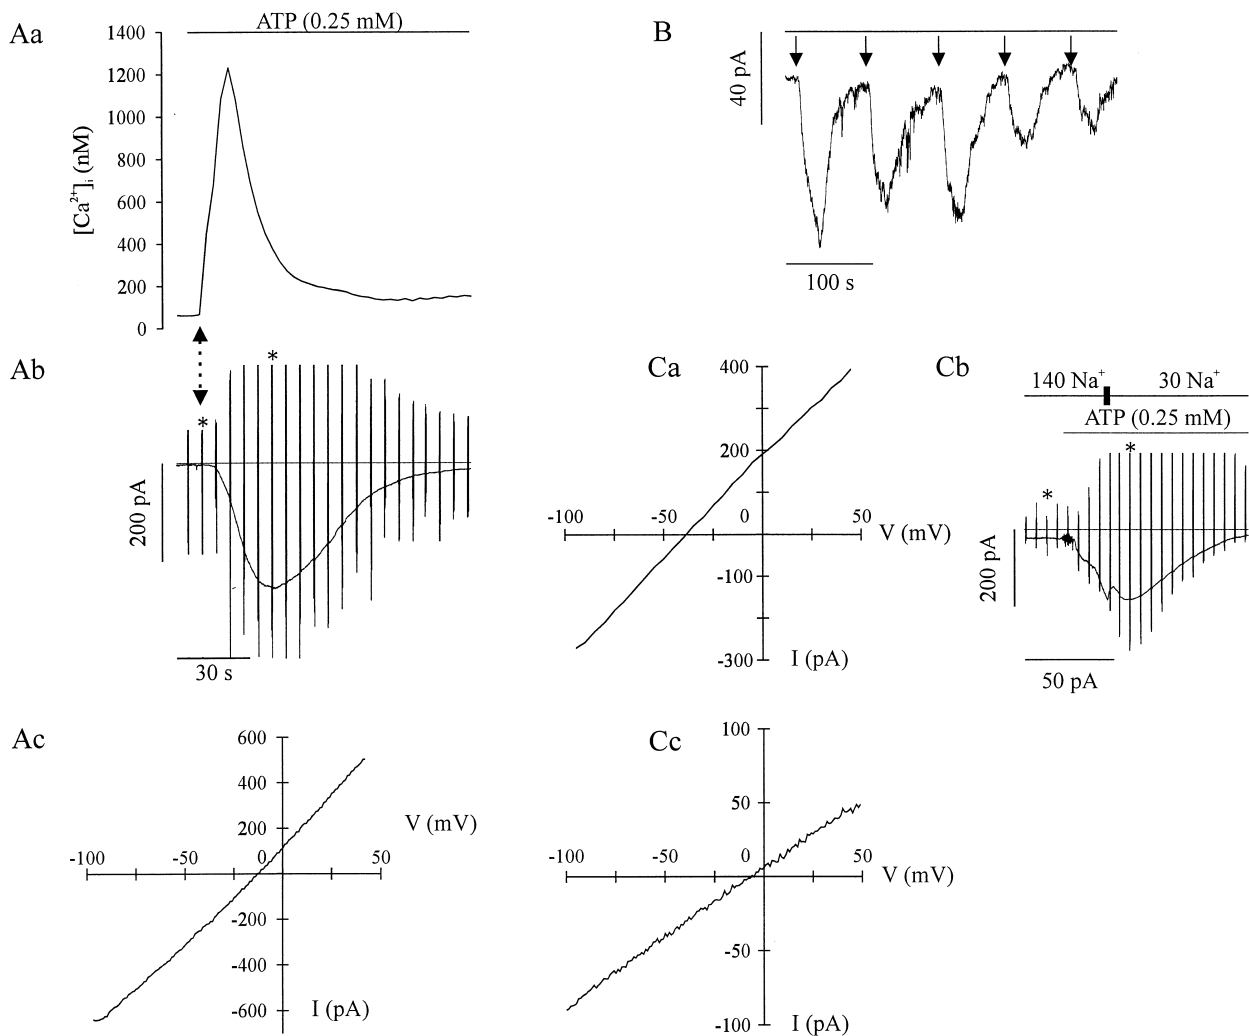 Aa
ATP (0.25 mM)
1400
1200
1000
800
600
400
200
0
[Ca2+]i (nM)
B
40 pA
100 s
Ab
*
*
200 pA
30 s
Ca
400
200
-100
-50
0
50
V (mV)
-100
-300
I (pA)
Cb
140 Na+
30 Na+
ATP (0.25 mM)
*
*
200 pA
50 pA
Ac
600
400
200
V (mV)
-100
-50
0
50
-200
-400
-600
I (pA)
Cc
100
50
-100
-50
0
50
V (mV)
-50
-100
I (pA)